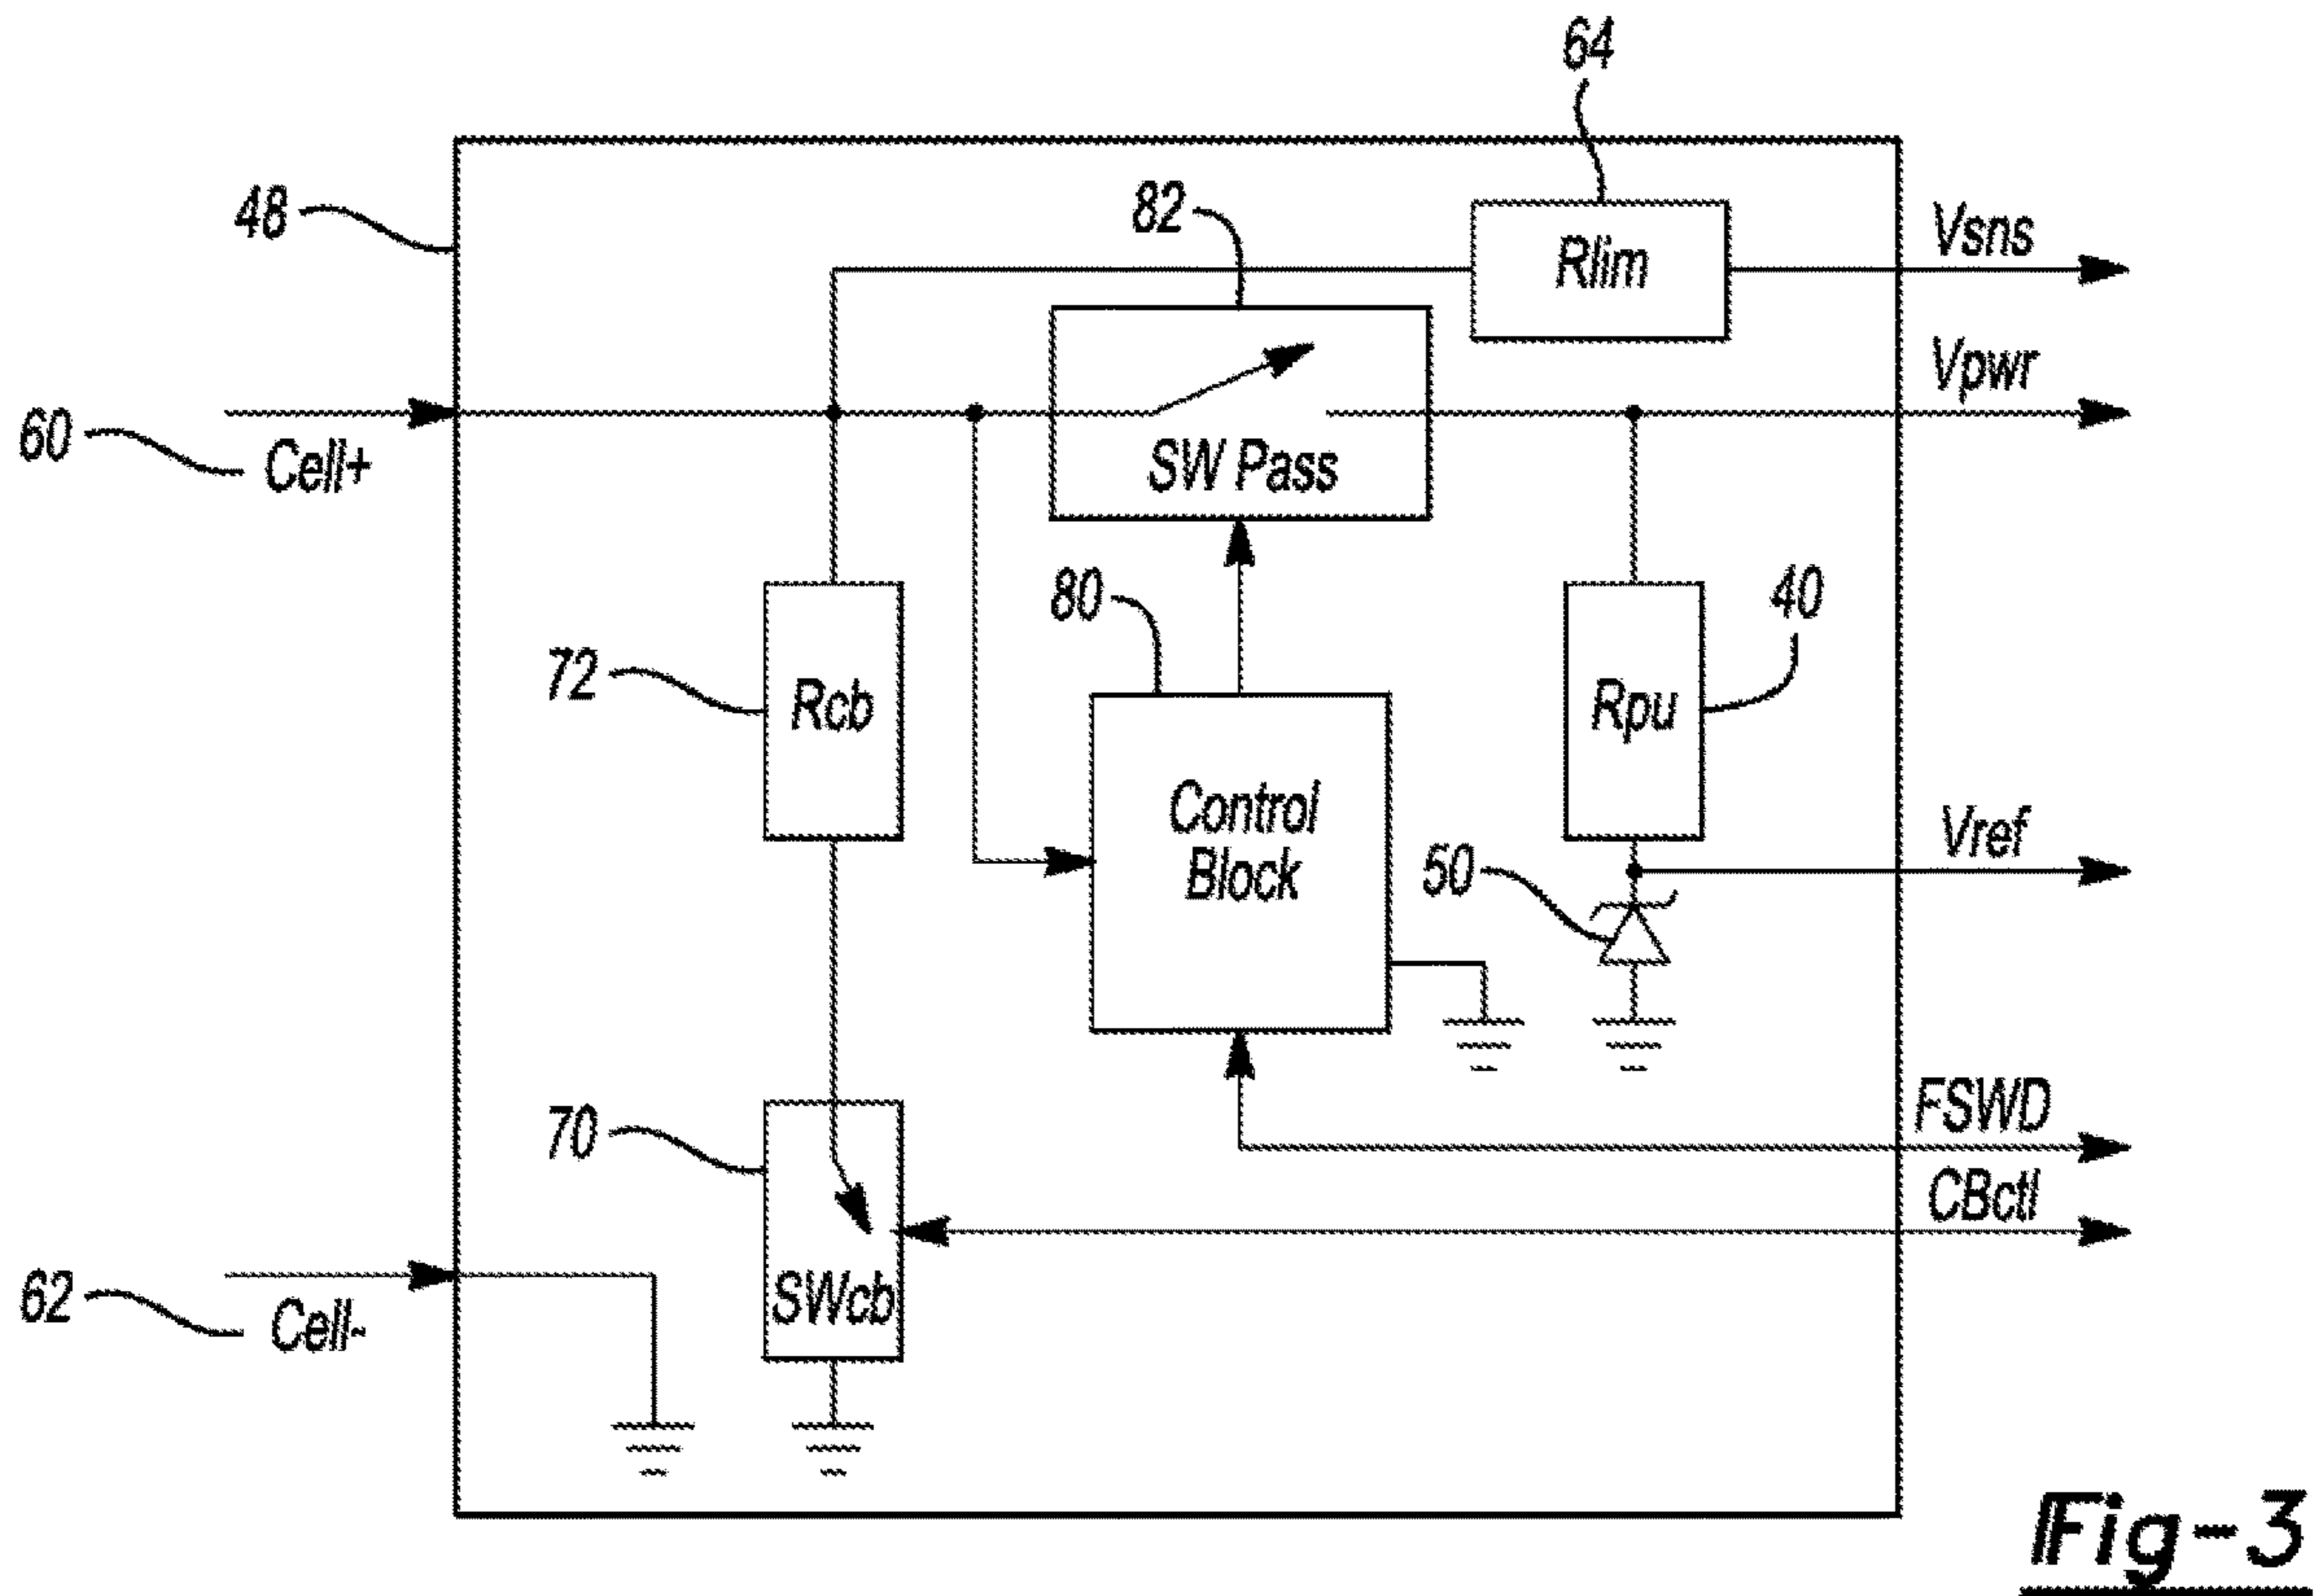 64
48
82
Rlim
Vsns
Vpwr
60
Cell+
SW Pass
80
40
72
Rcb
Rpu
Control
Block
50
Vref
70
FSWD
CBctl
SWcb
62
Cell-
Fig-3